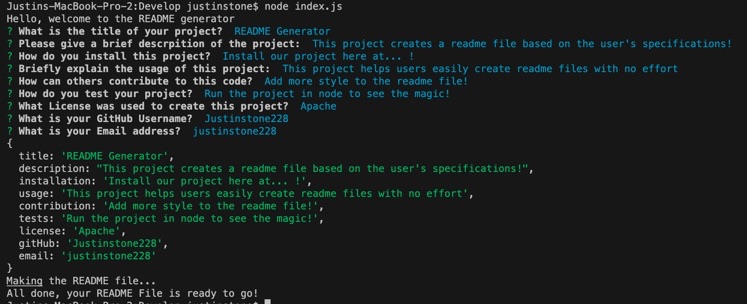 Justins-MacBook-Pro-2:Develop justinstone$ node index.js
Hello, welcome to the README generator
? What is the title of your project?  README Generator
? Please give a brief descrpition of the project:  This project creates a readme file based on the user's specifications!
? How do you install this project?  Install our project here at... !
? Briefly explain the usage of this project:  This project helps users easily create readme files with no effort
? How can others contribute to this code?  Add more style to the readme file!
? How do you test your project?  Run the project in node to see the magic!
? What License was used to create this project?  Apache
? What is your GitHub Username?  Justinstone228
? What is your Email address?  justinstone228
{
  title: 'README Generator',
  description: "This project creates a readme file based on the user's specifications!",
  installation: 'Install our project here at... !',
  usage: 'This project helps users easily create readme files with no effort',
  contribution: 'Add more style to the readme file!',
  tests: 'Run the project in node to see the magic!',
  license: 'Apache',
  gitHub: 'Justinstone228',
  email: 'justinstone228'
}
Making the README file...
All done, your README File is ready to go!
Justins-MacBook-Pro-2:Develop justinstone$